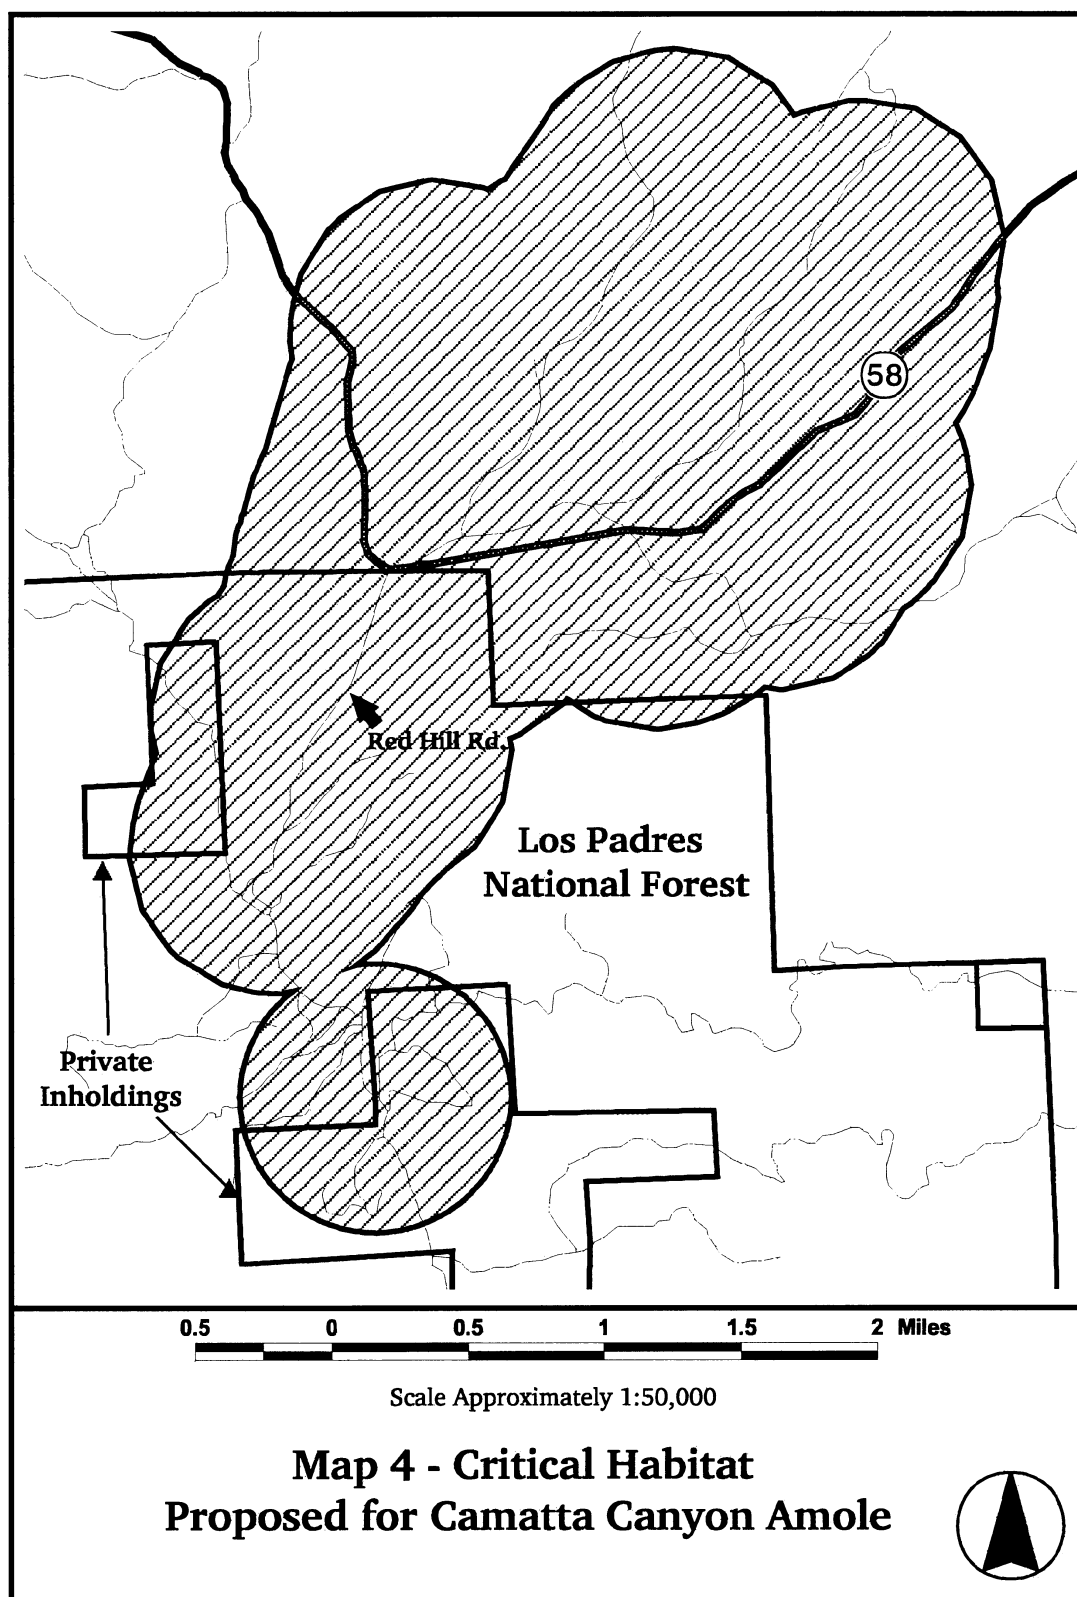 58
Red Hill Rd.
Los Padres
National Forest
Private
Inholdings
0.5 0 0.5 1 1.5 2 Miles
Scale Approximately 1:50,000
Map 4 - Critical Habitat
Proposed for Camatta Canyon Amole